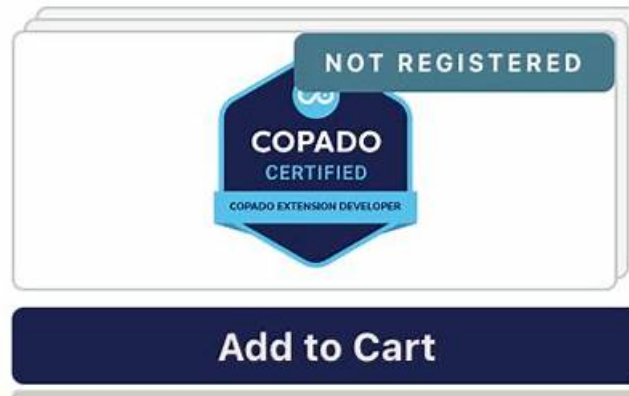 NOT REGISTERED
COPADO
CERTIFIED
COPADO EXTENSION DEVELOPER
Add to Cart